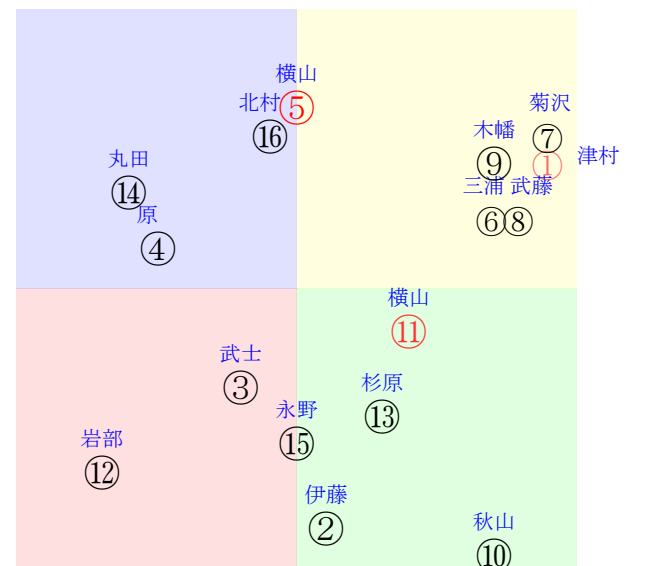 横山
北村 ⑤
⑯
菊沢
木幡 ⑦
⑨ ① 津村
丸田
⑭
三浦 武藤
⑥⑧
原
④
横山
⑪
武士
③
杉原
⑬
永野
⑮
岩部
⑫
伊藤
②
秋山
⑩